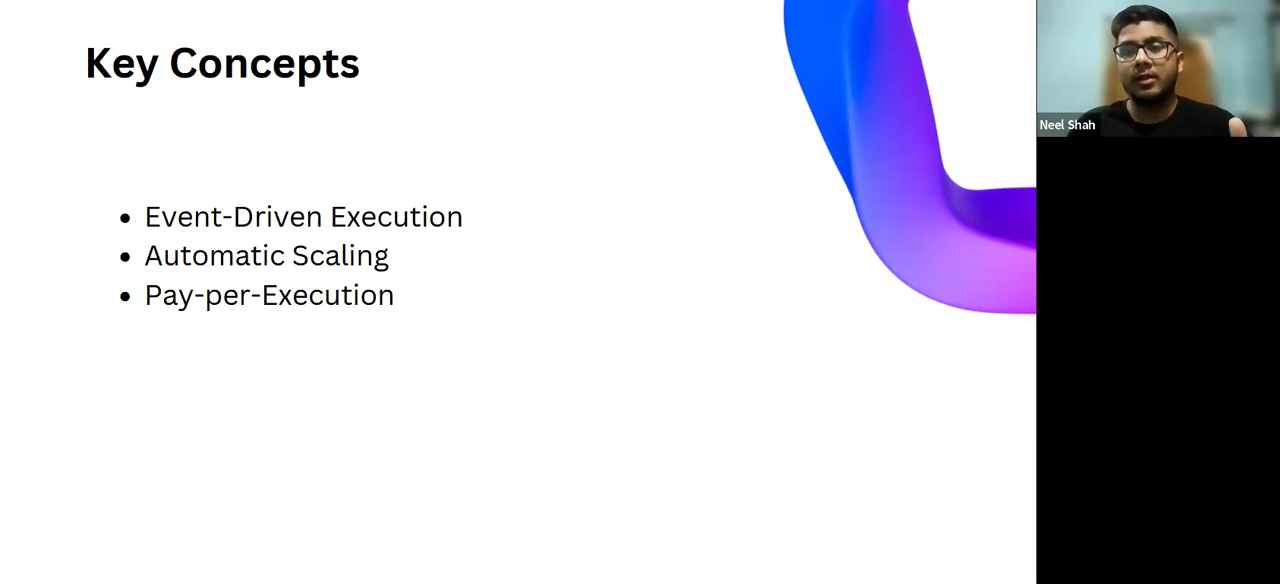 Key Concepts
Neel Shah
Event-Driven Execution
Automatic Scaling
Pay-per-Execution